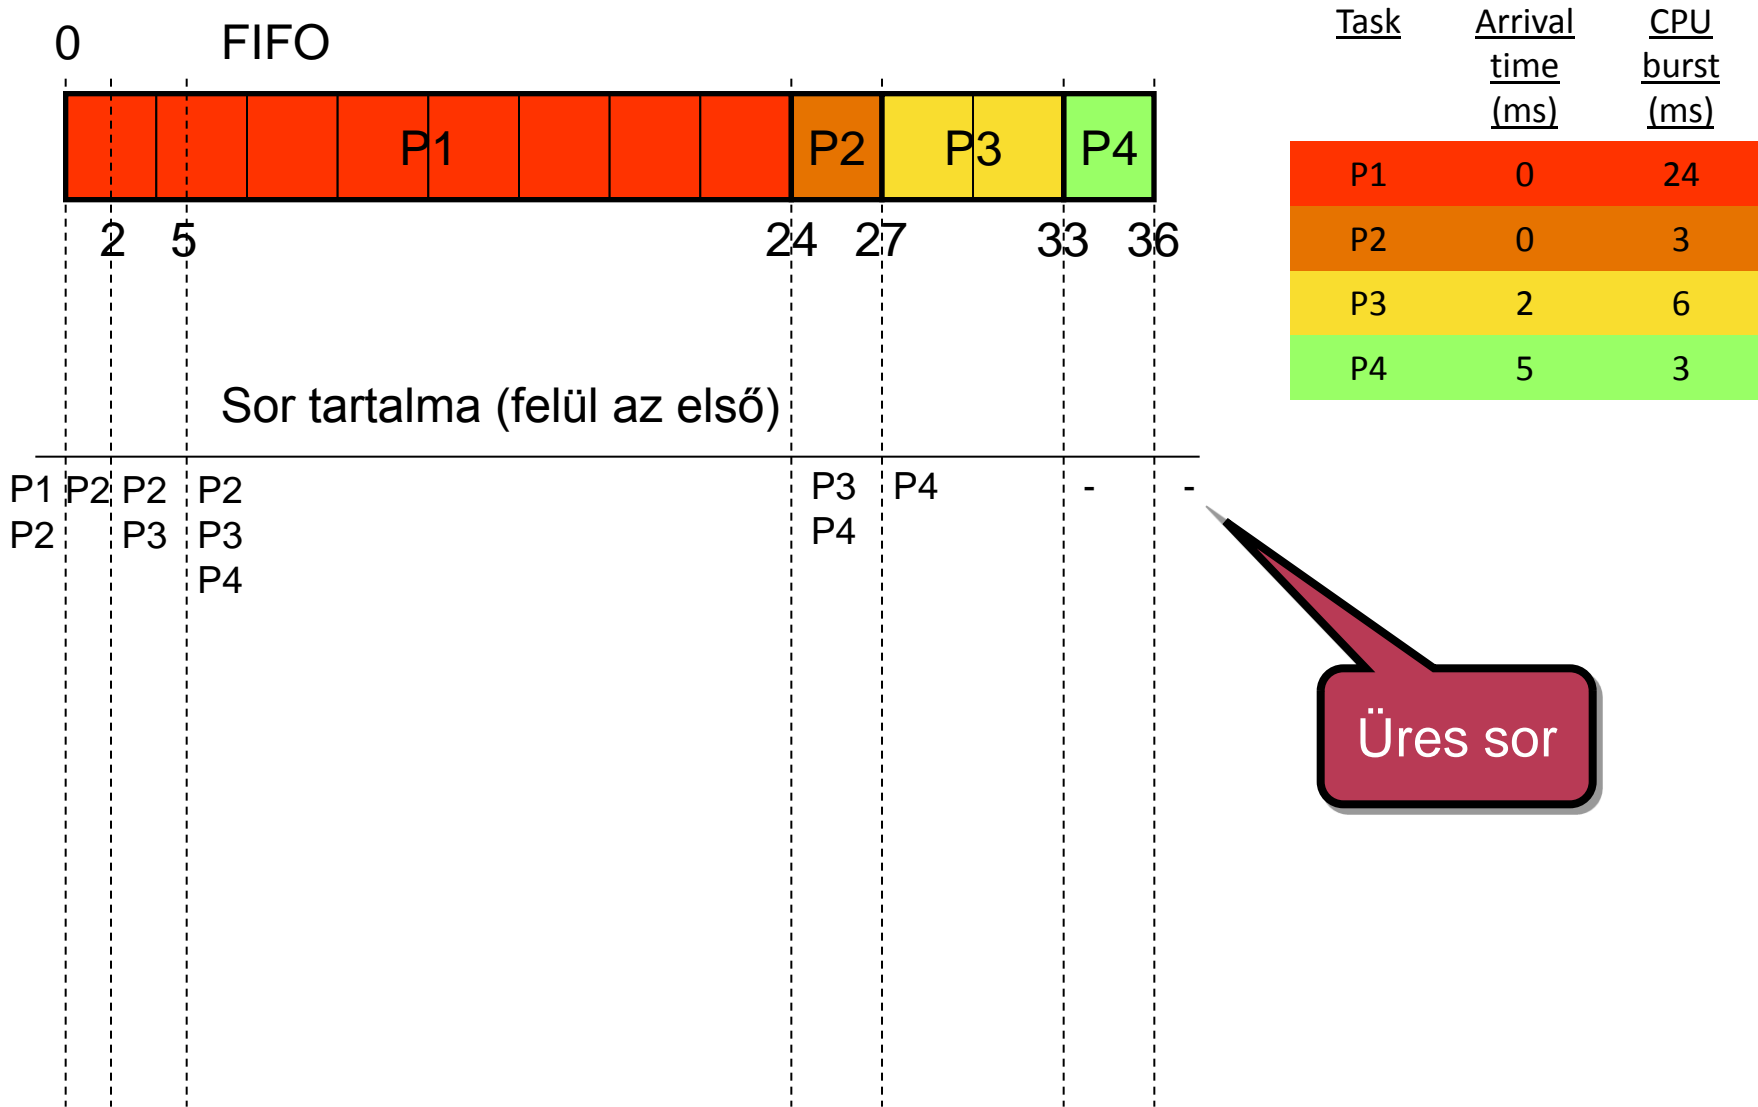 0 FIFO
P1 P2 P3 P4
2 5 24 27 33 36
Sor tartalma (felül az első)
P1 P2 P2 P2 P3 P4 - -
P2 P3 P3 P4
P4
Üres sor
Task Arrival CPU
time burst
(ms) (ms)
P1 0 24
P2 0 3
P3 2 6
P4 5 3